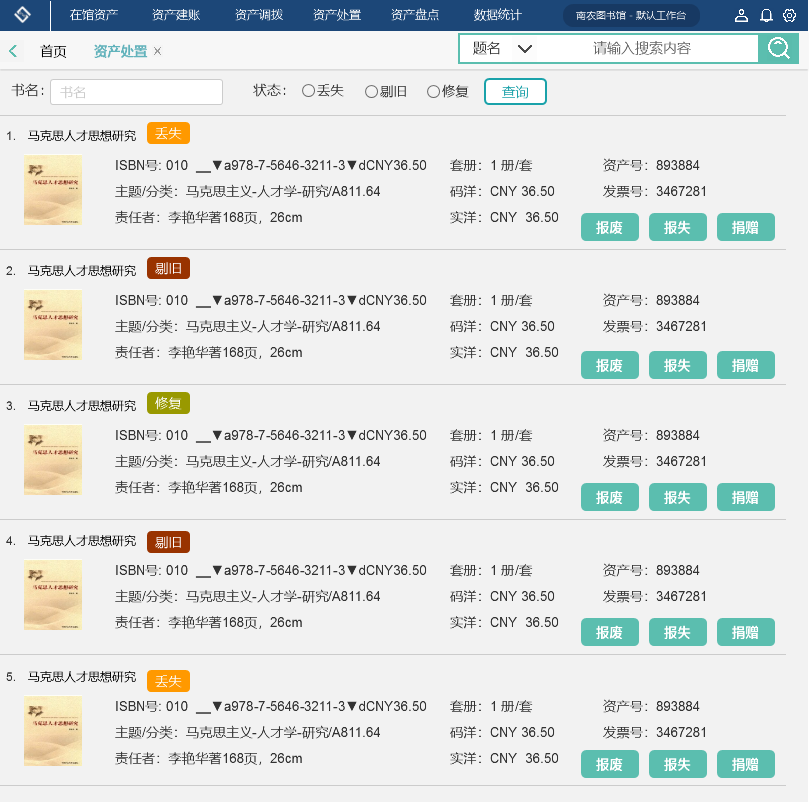 在馆资产 资产建账 资产调拨 资产处置 资产盘点 数据统计 南农图书馆 - 默认工作台
首页 资产处置 × 题名 请输入搜索内容
书名： 书名 状态： 丢失 剔旧 修复 查询
1. 马克思人才思想研究 丢失
ISBN号: 010 __▼a978-7-5646-3211-3▼dCNY36.50 套册： 1 册/套 资产号： 893884
主题/分类： 马克思主义-人才学-研究/A811.64 码洋： CNY 36.50 发票号： 3467281
责任者： 李艳华著168页，26cm 实洋： CNY 36.50
马克思人才思想研究
报废 报失 捐赠
2. 马克思人才思想研究 剔旧
ISBN号: 010 __▼a978-7-5646-3211-3▼dCNY36.50 套册： 1 册/套 资产号： 893884
主题/分类： 马克思主义-人才学-研究/A811.64 码洋： CNY 36.50 发票号： 3467281
责任者： 李艳华著168页，26cm 实洋： CNY 36.50
马克思人才思想研究
报废 报失 捐赠
3. 马克思人才思想研究 修复
ISBN号: 010 __▼a978-7-5646-3211-3▼dCNY36.50 套册： 1 册/套 资产号： 893884
主题/分类： 马克思主义-人才学-研究/A811.64 码洋： CNY 36.50 发票号： 3467281
责任者： 李艳华著168页，26cm 实洋： CNY 36.50
马克思人才思想研究
报废 报失 捐赠
4. 马克思人才思想研究 剔旧
ISBN号: 010 __▼a978-7-5646-3211-3▼dCNY36.50 套册： 1 册/套 资产号： 893884
主题/分类： 马克思主义-人才学-研究/A811.64 码洋： CNY 36.50 发票号： 3467281
责任者： 李艳华著168页，26cm 实洋： CNY 36.50
马克思人才思想研究
报废 报失 捐赠
5. 马克思人才思想研究 丢失
ISBN号: 010 __▼a978-7-5646-3211-3▼dCNY36.50 套册： 1 册/套 资产号： 893884
主题/分类： 马克思主义-人才学-研究/A811.64 码洋： CNY 36.50 发票号： 3467281
责任者： 李艳华著168页，26cm 实洋： CNY 36.50
马克思人才思想研究
报废 报失 捐赠